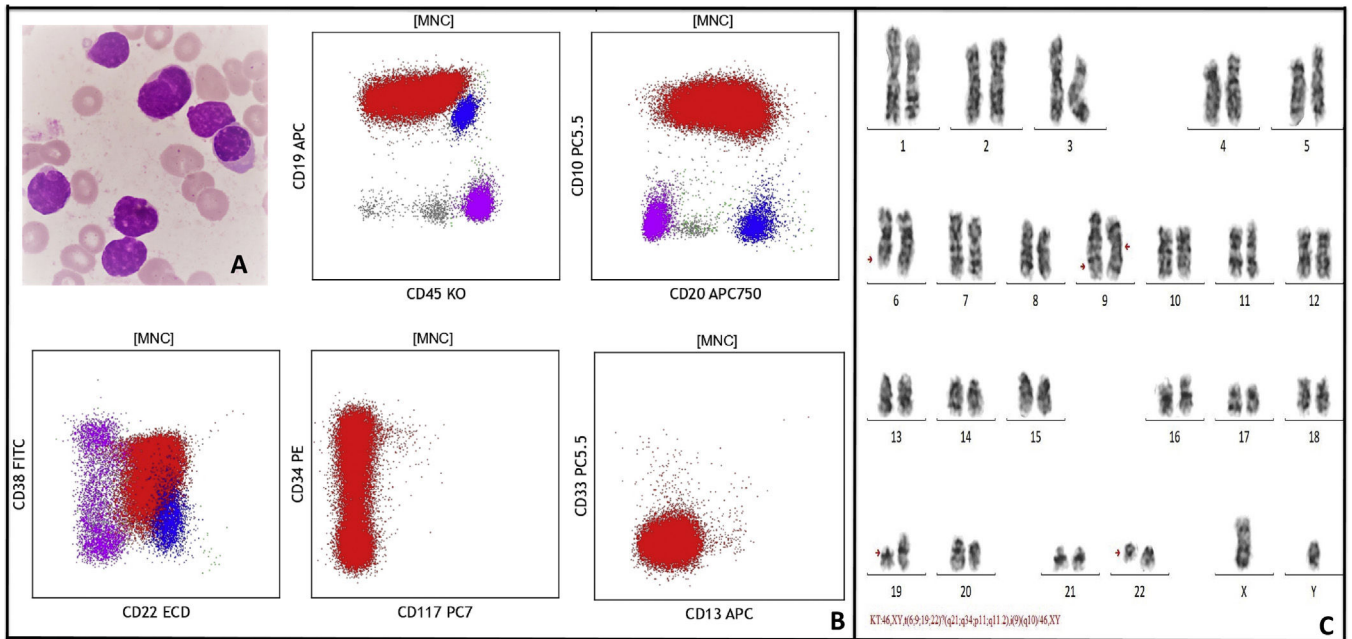 [MNC] [MNC]
CD19 APC
CD45 KO
CD10 PC5.5
CD20 APC750
A
[MNC] [MNC] [MNC]
CD38 FITC
CD22 ECD
CD34 PE
CD117 PC7
CD33 PC5.5
CD13 APC
B
1 2 3 4 5
6 7 8 9 10 11 12
13 14 15 16 17 18
19 20 21 22 X Y
KT:46,XY,t(6;9;19;22)?(q21;q34;p11;q11.2),i(9)(q10)/46,XY
C